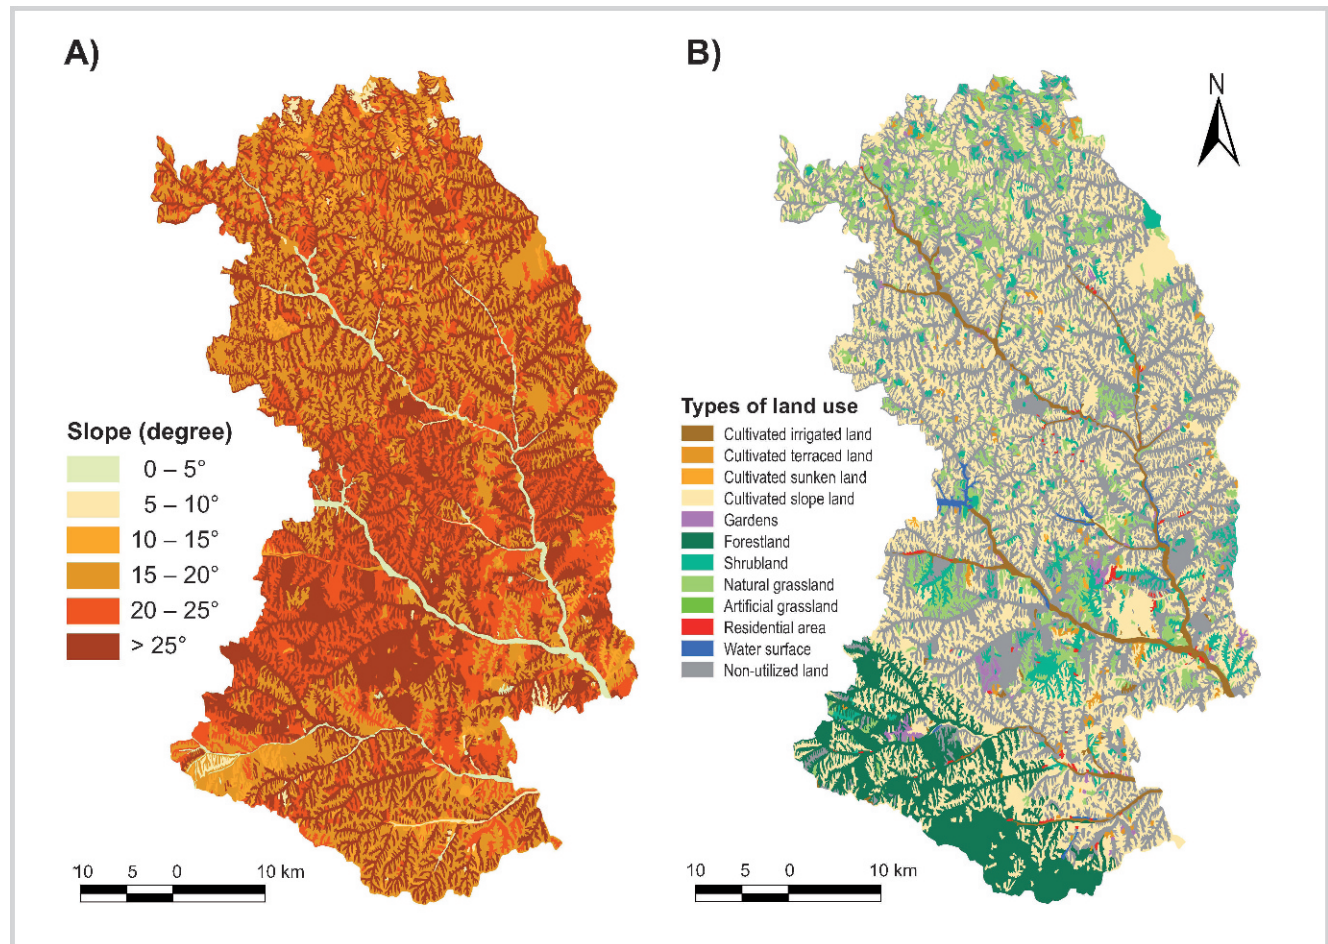 A)
B)
N
Slope (degree)
0 – 5°
5 – 10°
10 – 15°
15 – 20°
20 – 25°
> 25°
Types of land use
Cultivated irrigated land
Cultivated terraced land
Cultivated sunken land
Cultivated slope land
Gardens
Forestland
Shrubland
Natural grassland
Artificial grassland
Residential area
Water surface
Non-utilized land
10 5 0 10 km
10 5 0 10 km